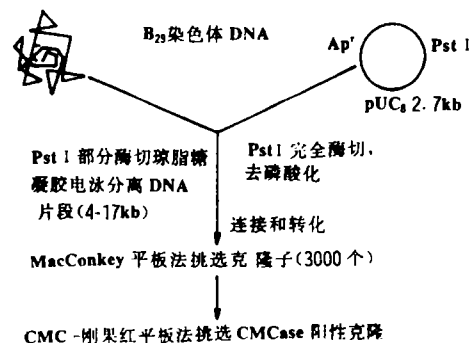 B₂₉染色体 DNA
Apʳ
Pst I
pUC₈ 2.7kb
Pst I 部分酶切琼脂糖
凝胶电泳分离 DNA
片段(4-17kb)
Pst I 完全酶切、
去磷酸化
连接和转化
MacConkey 平板法挑选克隆子(3000 个)
CMC-刚果红平板法挑选 CMCase 阳性克隆